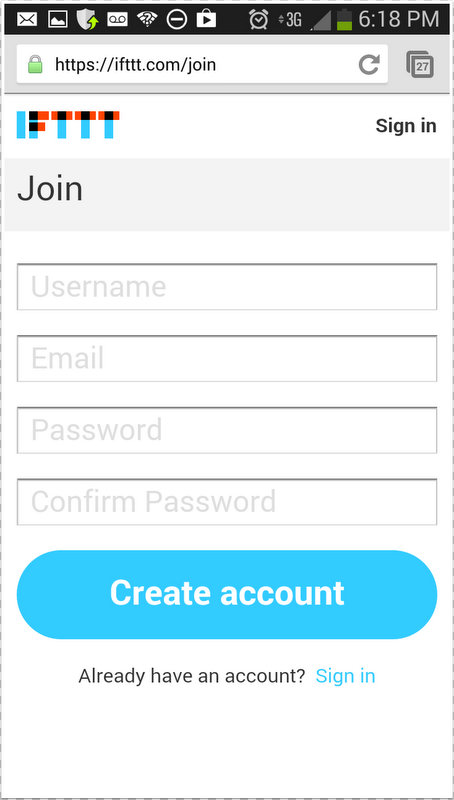 3G 6:18 PM
https://ifttt.com/join 27
IFTTT Sign in
Join
Username
Email
Password
Confirm Password
Create account
Already have an account? Sign in